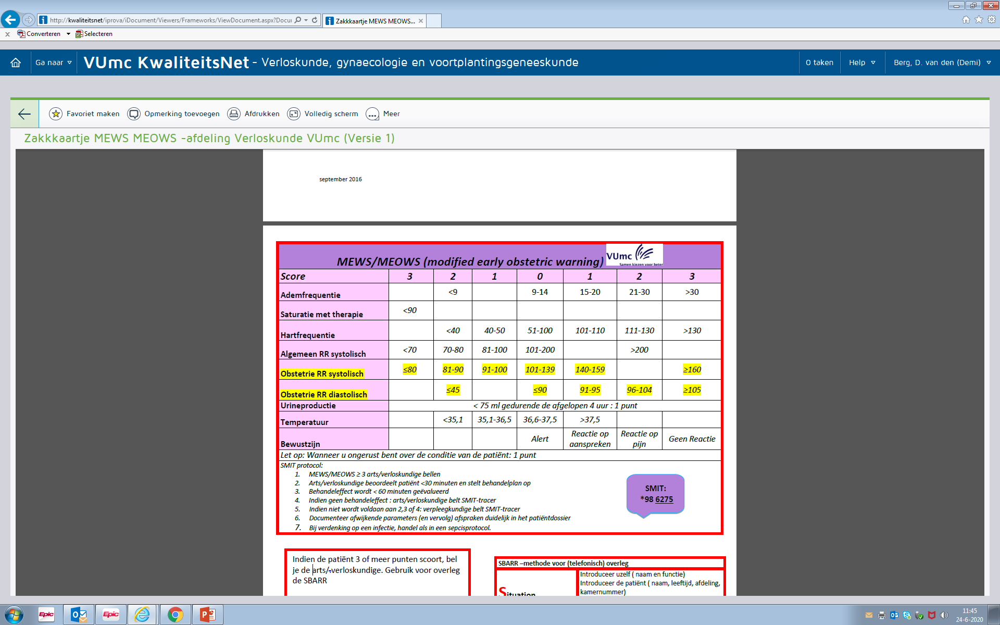 http://kwaliteitsnet/iprova/iDocument/Viewers/Frameworks/ViewDocument.aspx?Docu
Zakkkaartje MEWS MEOWS...
x Converteren Selecteren
Ga naar VUmc KwaliteitsNet - Verloskunde, gynaecologie en voortplantingsgeneeskunde 0 taken Help Berg, D. van den (Demi)
Favoriet maken Opmerking toevoegen Afdrukken Volledig scherm Meer
Zakkkaartje MEWS MEOWS -afdeling Verloskunde VUmc (Versie 1)
september 2016
MEWS/MEOWS (modified early obstetric warning) VUmc
Samen kiezen voor beter
Score 3 2 1 0 1 2 3
Ademfrequentie <9 9-14 15-20 21-30 >30
Saturatie met therapie <90
Hartfrequentie <40 40-50 51-100 101-110 111-130 >130
Algemeen RR systolisch <70 70-80 81-100 101-200 >200
Obstetrie RR systolisch ≤80 81-90 91-100 101-139 140-159 ≥160
Obstetrie RR diastolisch ≤45 ≤90 91-95 96-104 ≥105
Urineproductie < 75 ml gedurende de afgelopen 4 uur : 1 punt
Temperatuur <35,1 35,1-36,5 36,6-37,5 >37,5
Bewustzijn Alert Reactie op aanspreken Reactie op pijn Geen Reactie
Let op: Wanneer u ongerust bent over de conditie van de patiënt: 1 punt
SMIT protocol:
1. MEWS/MEOWS ≥ 3 arts/verloskundige bellen
2. Arts/verloskundige beoordeelt patiënt <30 minuten en stelt behandelplan op
3. Behandeleffect wordt < 60 minuten geëvalueerd
4. Indien geen behandeleffect : arts/verloskundige belt SMIT-tracer
5. Indien niet wordt voldaan aan 2,3 of 4: verpleegkundige belt SMIT-tracer
6. Documenteer afwijkende parameters (en vervolg) afspraken duidelijk in het patiëntdossier
7. Bij verdenking op een infectie, handel als in een sepcisprotocol.
SMIT:
*98 6275
Indien de patiënt 3 of meer punten scoort, bel
je de arts/-verloskundige. Gebruik voor overleg
de SBARR
SBARR –methode voor (telefonisch) overleg
Situation
Introduceer uzelf ( naam en functie)
Introduceer de patiënt ( naam, leeftijd, afdeling,
kamernummer)
Epic Epic
11:45
24-6-2020